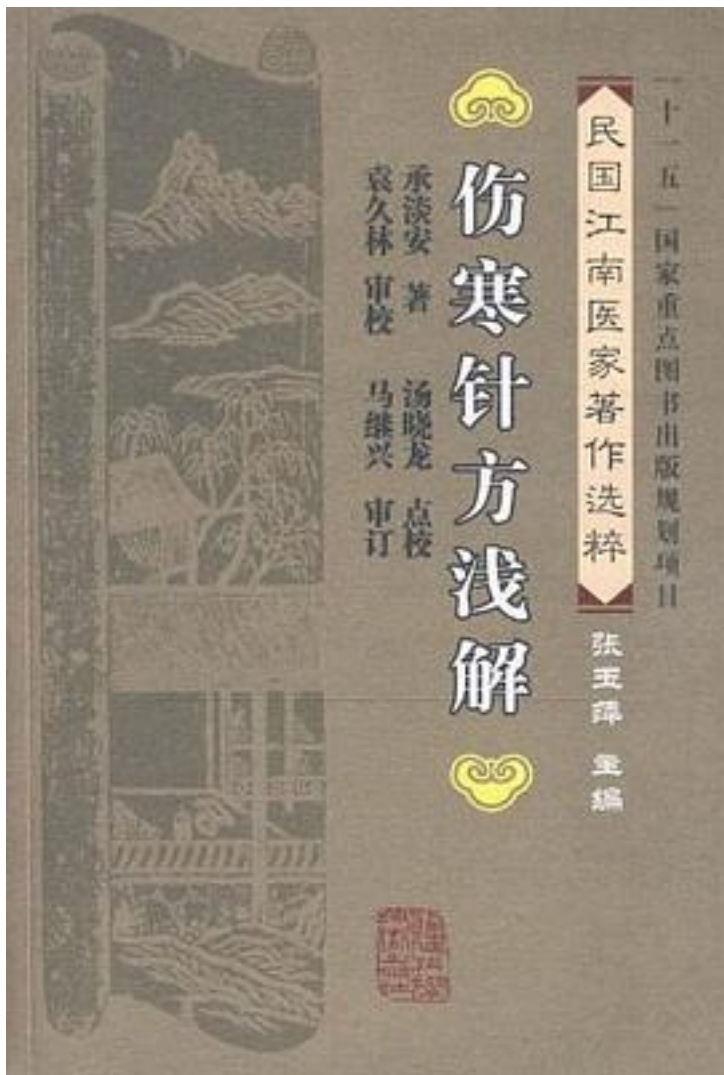 「十一五」国家重点图书出版规划项目
民国江南医家著作选粹
张玉萍 主编
伤寒针方浅解
承淡安 著 汤晓龙 点校
袁久林 审校 马继兴 审订